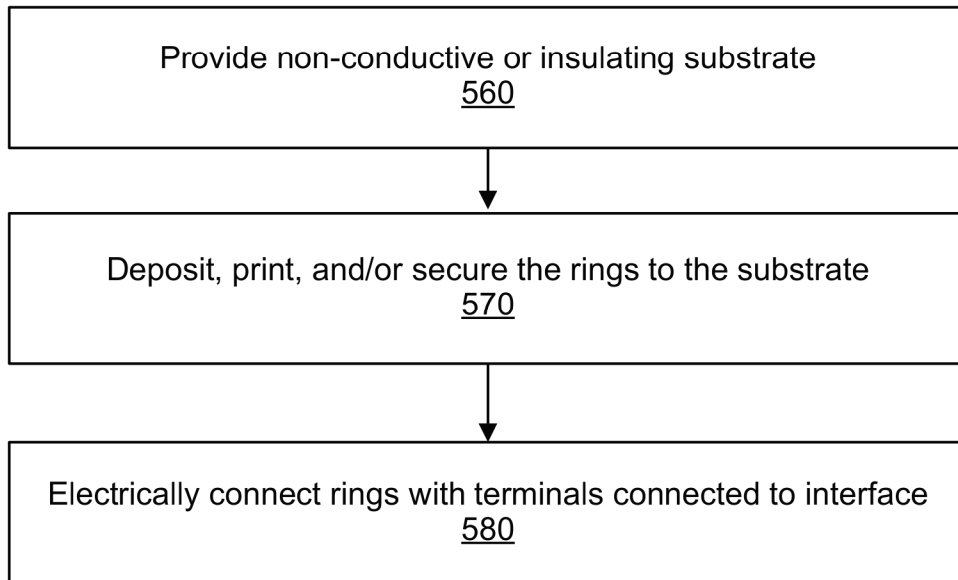 Provide non-conductive or insulating substrate
560
Deposit, print, and/or secure the rings to the substrate
570
Electrically connect rings with terminals connected to interface
580